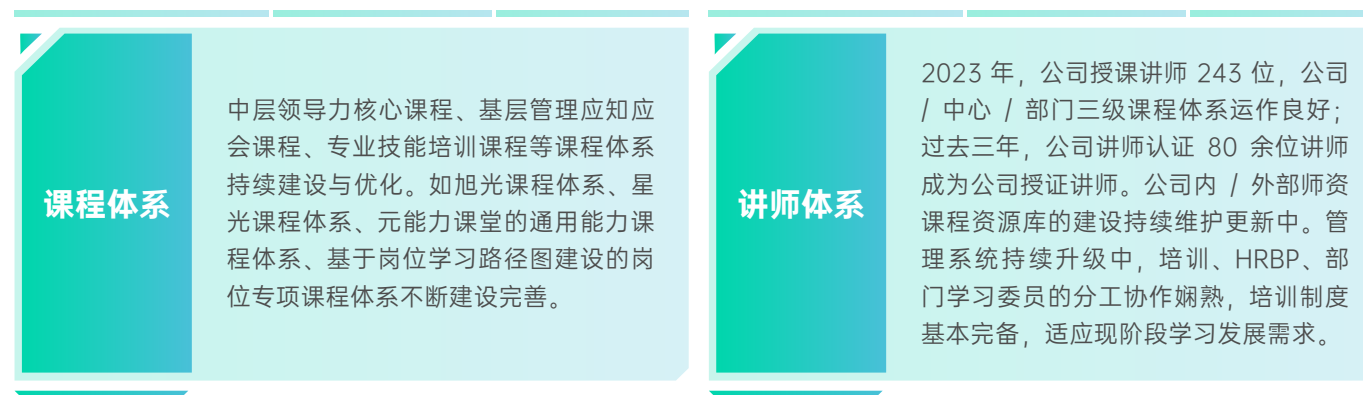 课程体系
中层领导力核心课程、基层管理应知应
会课程、专业技能培训课程等课程体系
持续建设与优化。如旭光课程体系、星
光课程体系、元能力课堂的通用能力课
程体系、基于岗位学习路径图建设的岗
位专项课程体系不断建设完善。
讲师体系
2023 年，公司授课讲师 243 位，公司
/ 中心 / 部门三级课程体系运作良好；
过去三年，公司讲师认证 80 余位讲师
成为公司授证讲师。公司内 / 外部师资
课程资源库的建设持续维护更新中。管
理系统持续升级中，培训、HRBP、部
门学习委员的分工协作娴熟，培训制度
基本完备，适应现阶段学习发展需求。